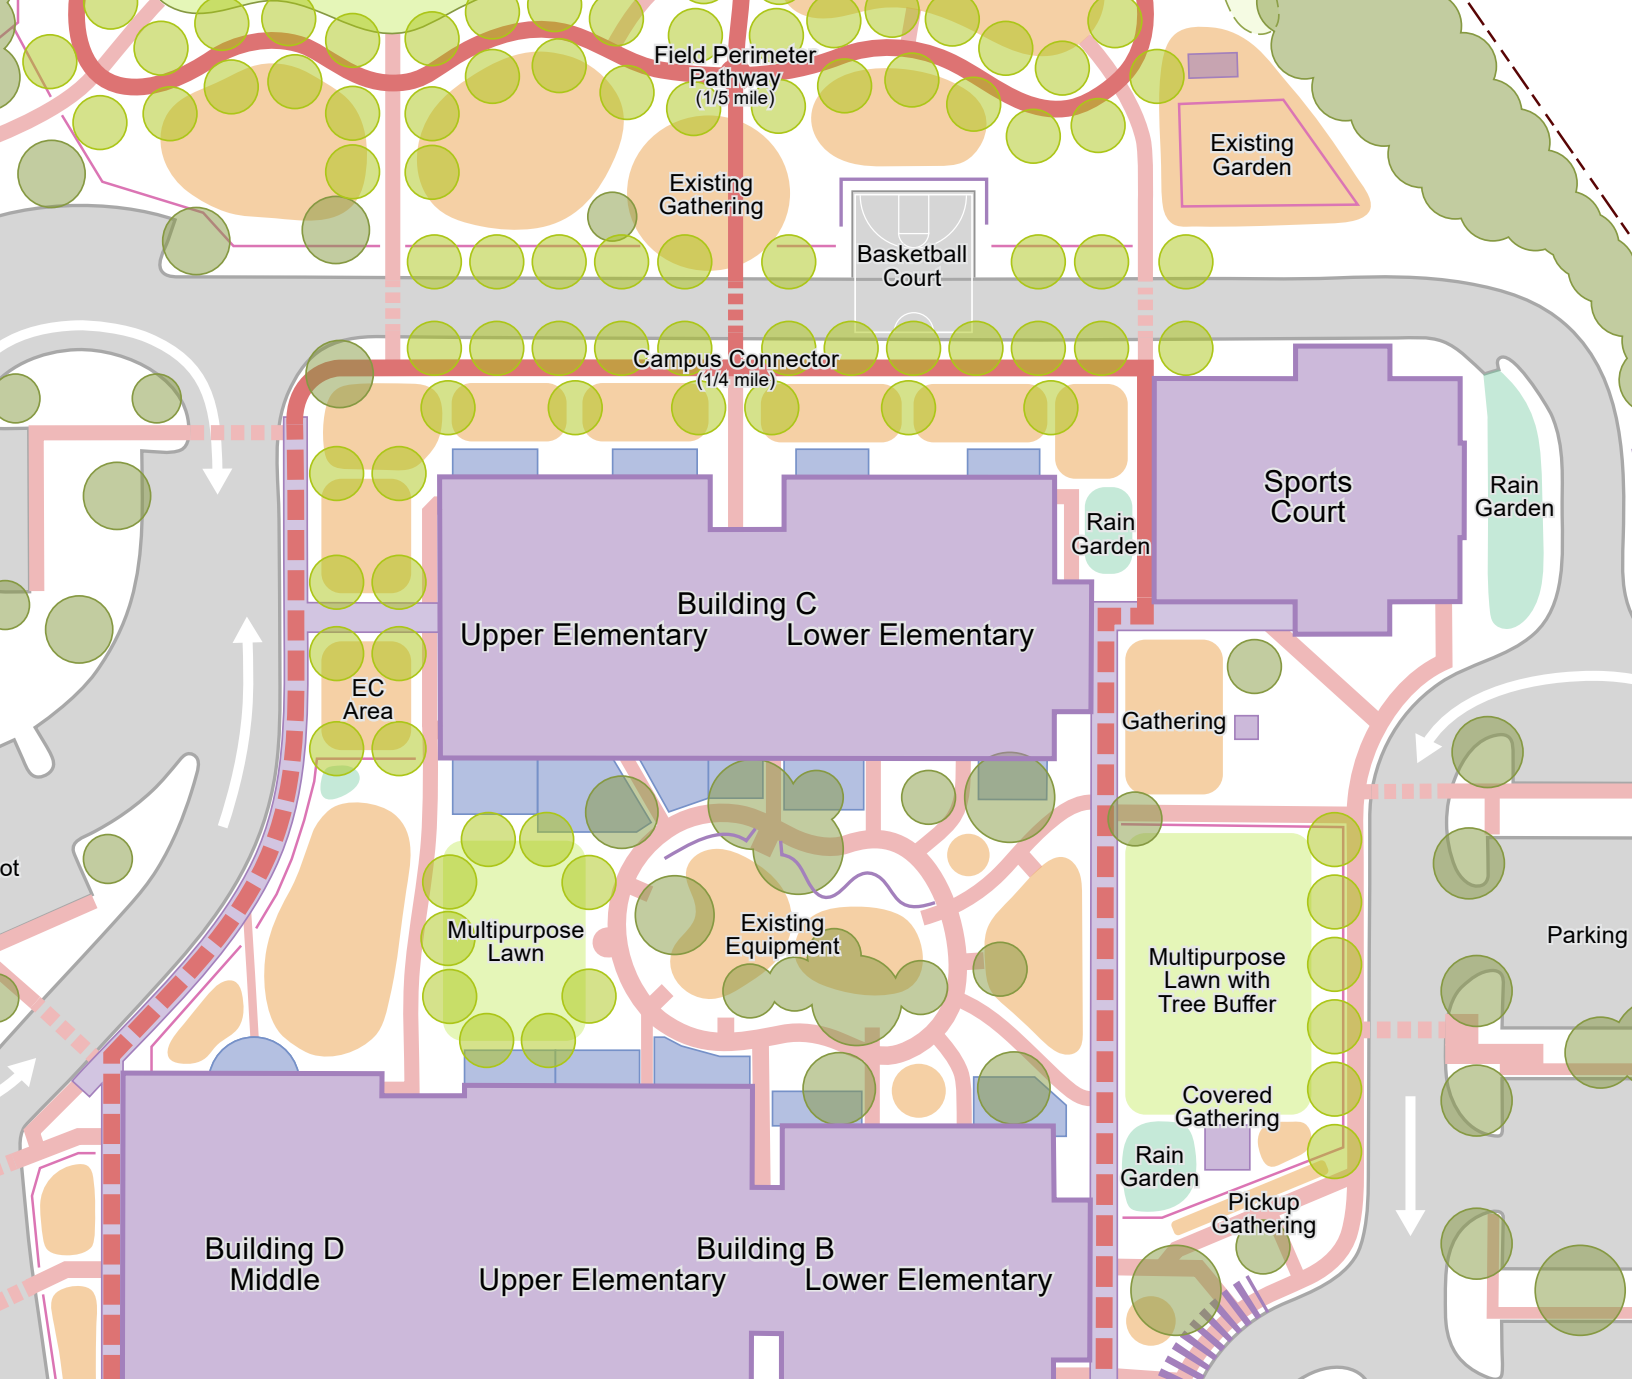 Field Perimeter
Pathway
(1/5 mile)
Existing
Garden
Existing
Gathering
Basketball
Court
Campus Connector
(1/4 mile)
Sports
Court
Rain
Garden
Rain
Garden
Building C
Upper Elementary
Lower Elementary
EC
Area
Gathering
ot
Multipurpose
Lawn
Existing
Equipment
Multipurpose
Lawn with
Tree Buffer
Parking
Covered
Gathering
Rain
Garden
Pickup
Gathering
Building D
Middle
Building B
Upper Elementary
Lower Elementary